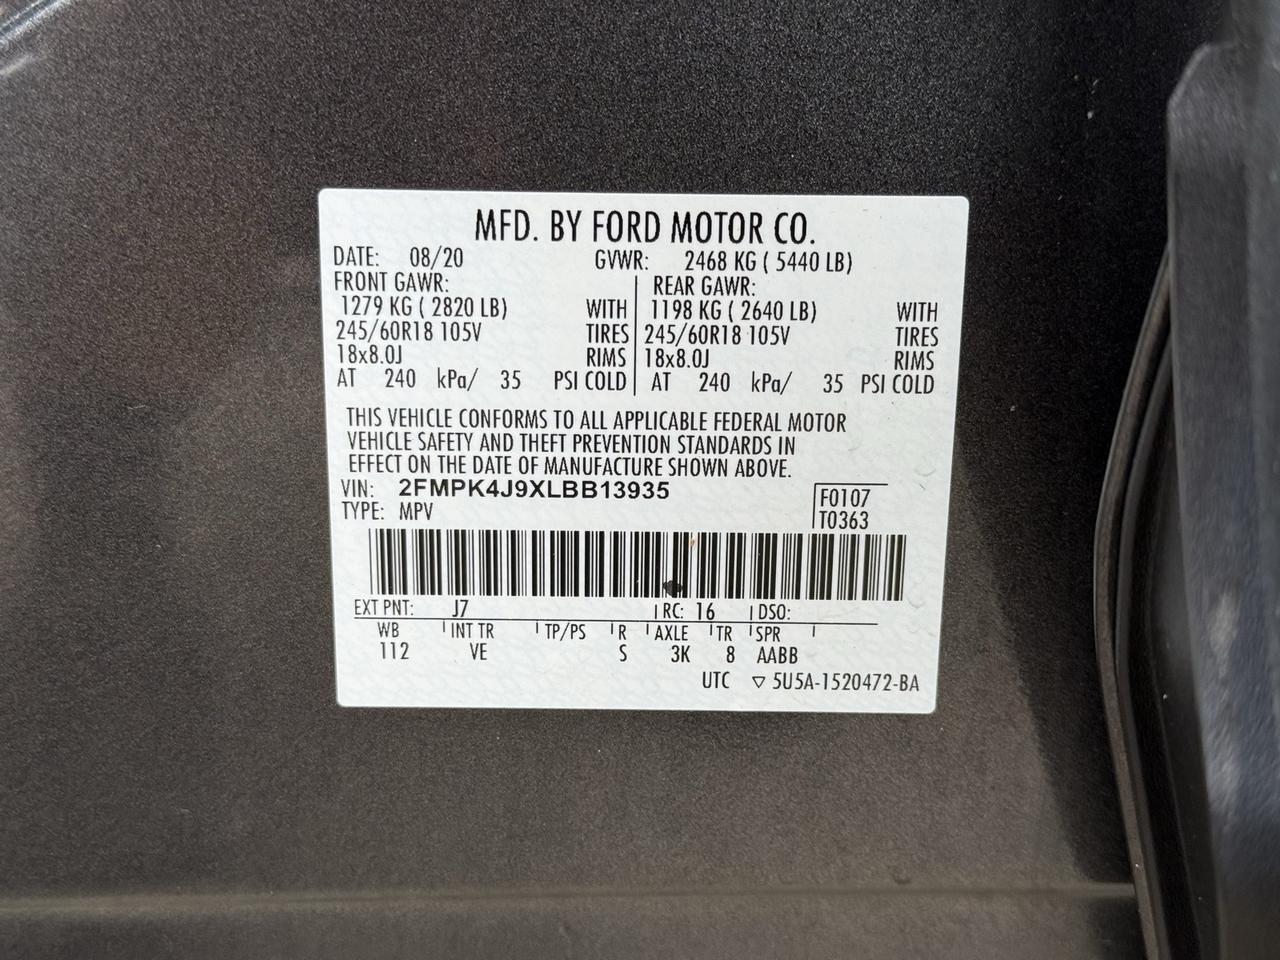 MFD. BY FORD MOTOR CO.
DATE: 08/20 GVWR: 2468 KG ( 5440 LB)
FRONT GAWR: REAR GAWR:
1279 KG ( 2820 LB) WITH 1198 KG ( 2640 LB) WITH
245/60R18 105V TIRES 245/60R18 105V TIRES
18x8.0J RIMS 18x8.0J RIMS
AT 240 kPa/ 35 PSI COLD AT 240 kPa/ 35 PSI COLD
THIS VEHICLE CONFORMS TO ALL APPLICABLE FEDERAL MOTOR
VEHICLE SAFETY AND THEFT PREVENTION STANDARDS IN
EFFECT ON THE DATE OF MANUFACTURE SHOWN ABOVE.
VIN: 2FMPK4J9XLBB13935 F0107
TYPE: MPV T0363
EXT PNT: J7 RC: 16 DSO:
WB INT TR TP/PS R AXLE TR SPR
112 VE S 3K 8 AABB
UTC ▽ 5U5A-1520472-BA